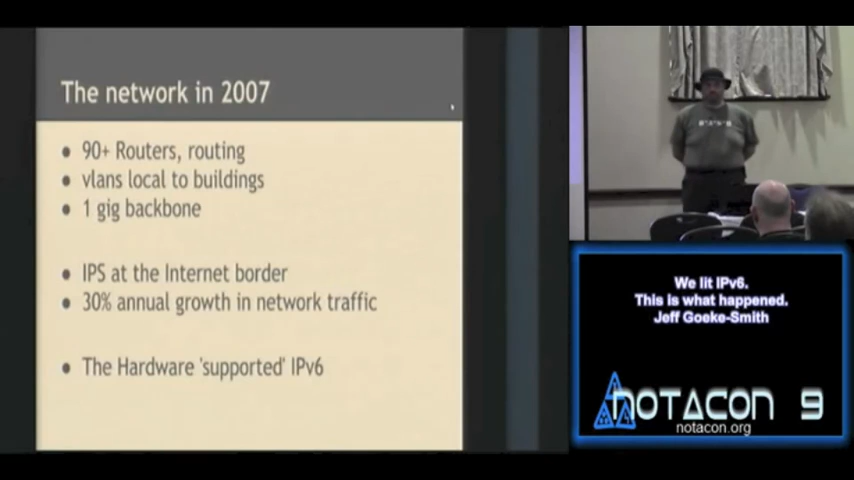 The network in 2007
90+ Routers, routing
vlans local to buildings
1 gig backbone
IPS at the Internet border
30% annual growth in network traffic
The Hardware 'supported' IPv6
We lit IPv6.
This is what happened.
Jeff Goeke-Smith
NOTACON 9
notacon.org